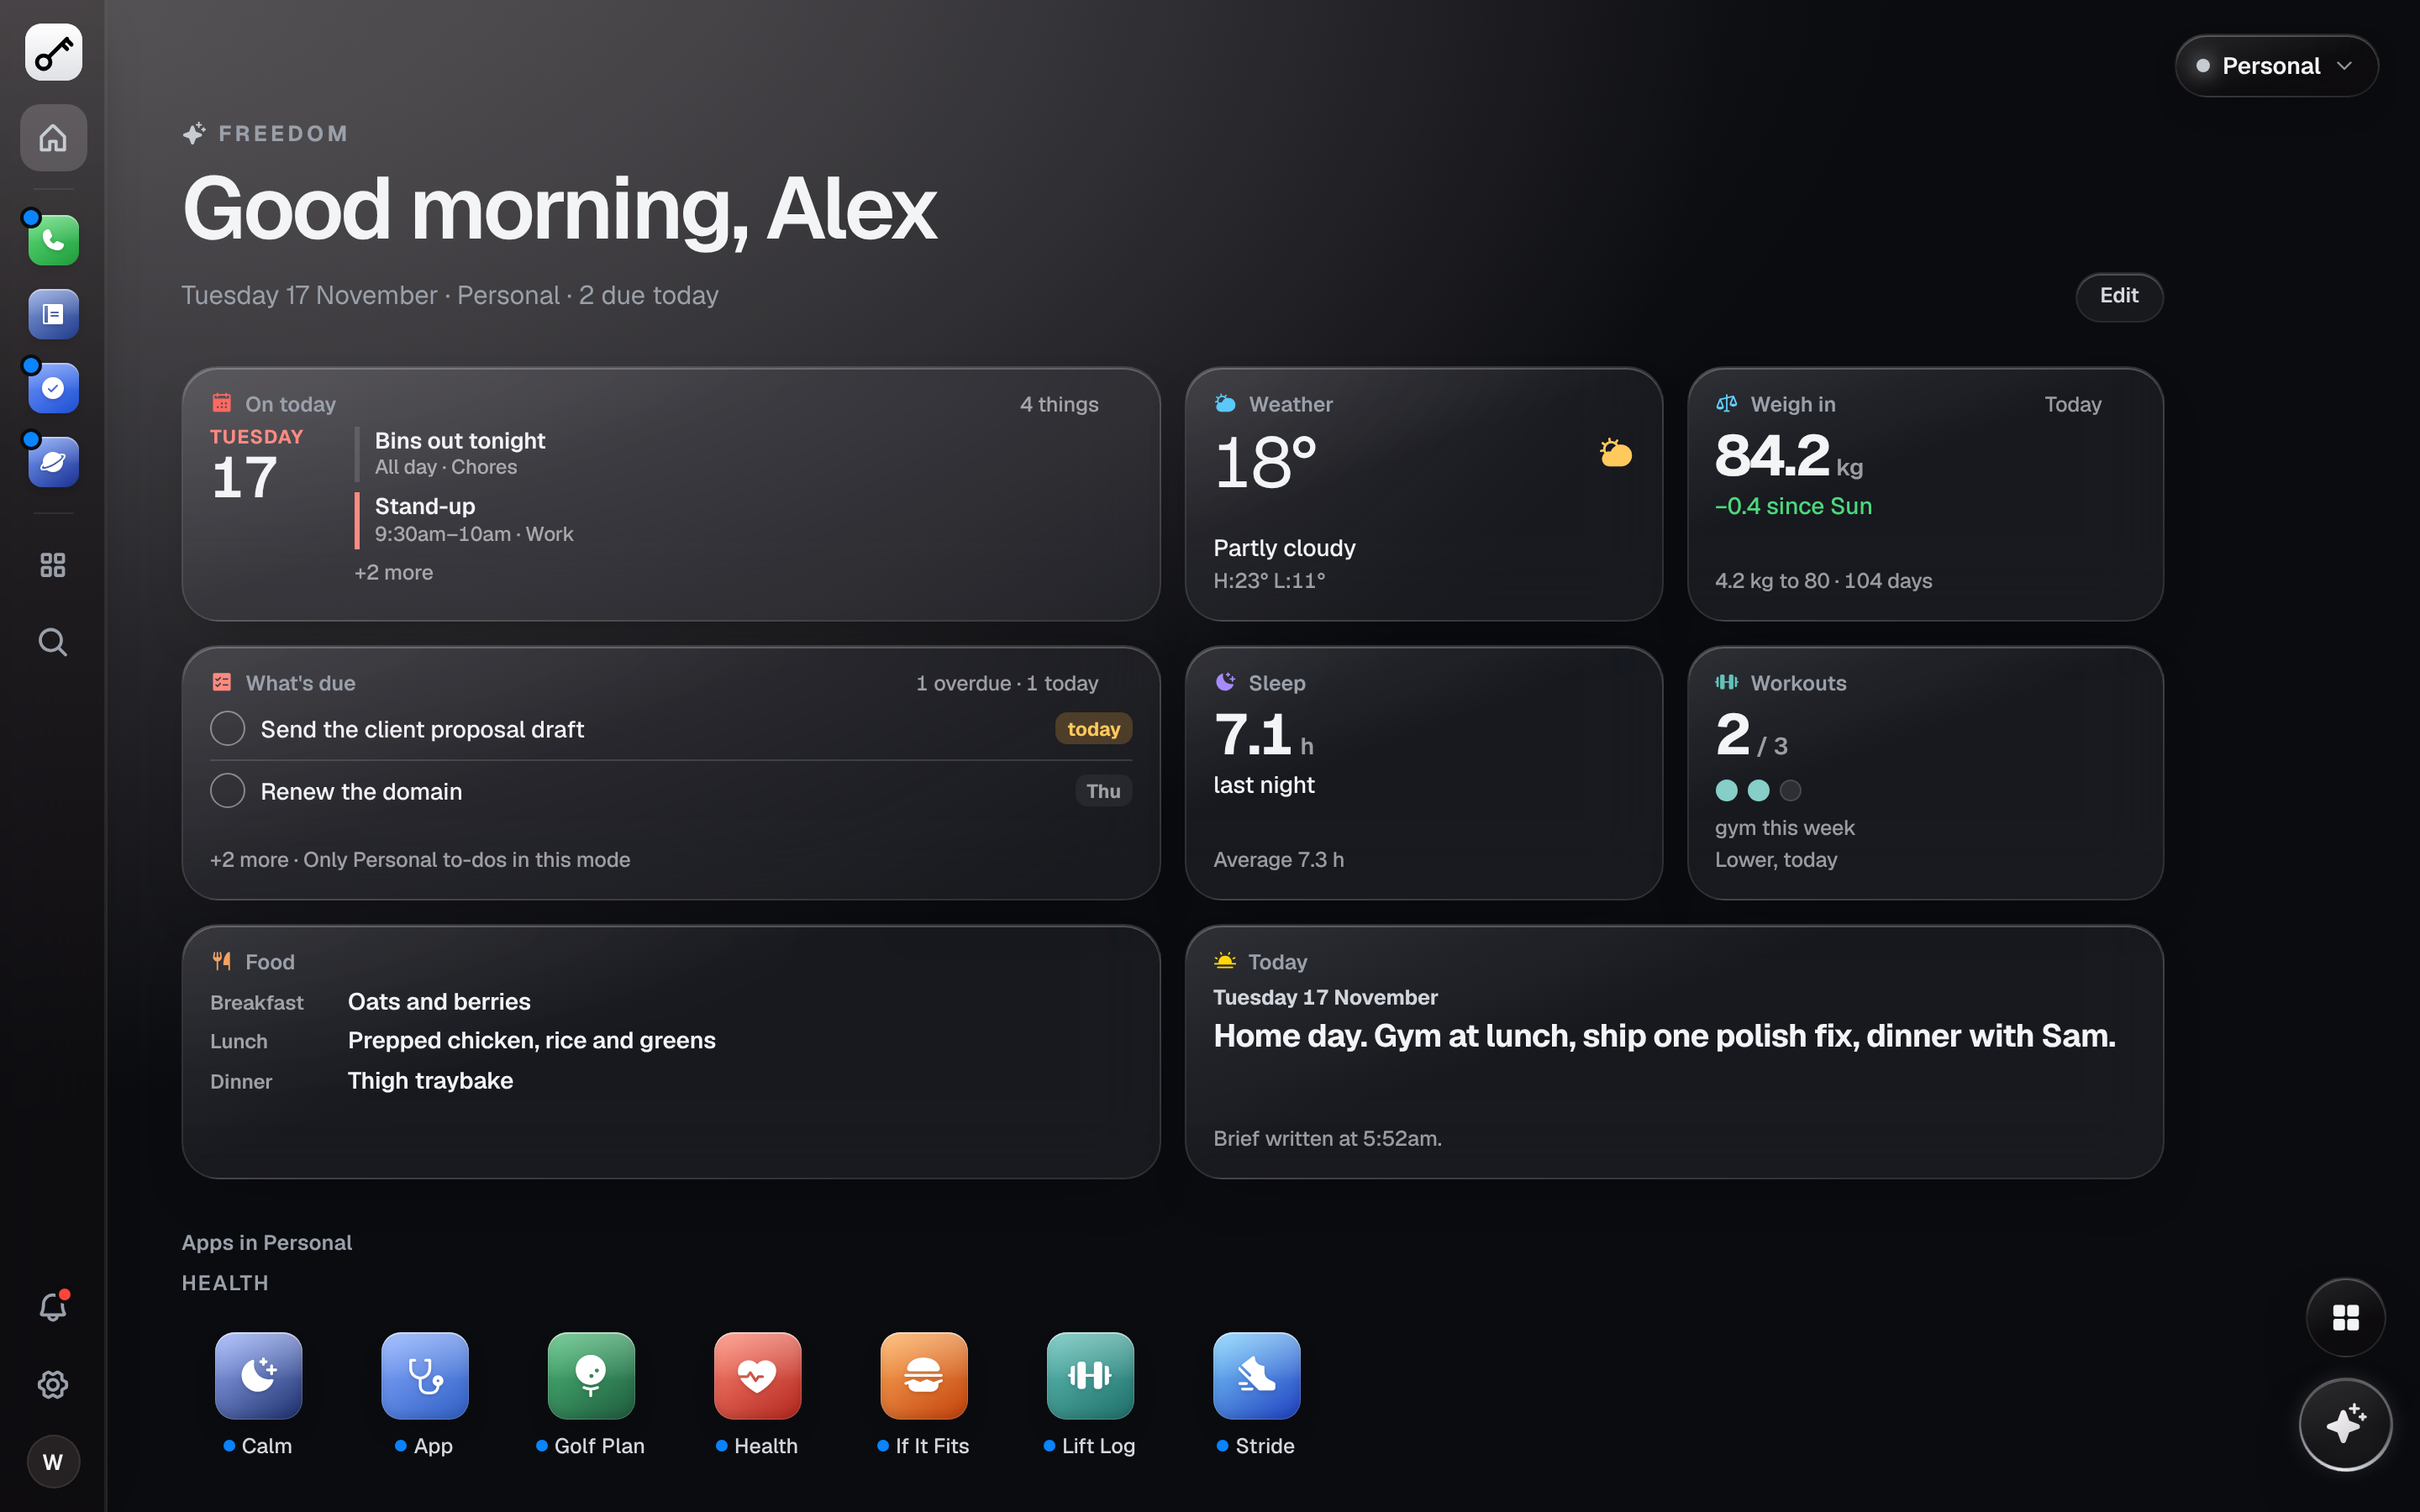 Personal
FREEDOM
Good morning, Alex
Tuesday 17 November · Personal · 2 due today
Edit
On today
4 things
TUESDAY
17
Bins out tonight
All day · Chores
Stand-up
9:30am–10am · Work
+2 more
Weather
18°
Partly cloudy
H:23° L:11°
Weigh in
Today
84.2 kg
−0.4 since Sun
4.2 kg to 80 · 104 days
What's due
1 overdue · 1 today
Send the client proposal draft
today
Renew the domain
Thu
+2 more · Only Personal to-dos in this mode
Sleep
7.1 h
last night
Average 7.3 h
Workouts
2 / 3
gym this week
Lower, today
Food
Breakfast Oats and berries
Lunch Prepped chicken, rice and greens
Dinner Thigh traybake
Today
Tuesday 17 November
Home day. Gym at lunch, ship one polish fix, dinner with Sam.
Brief written at 5:52am.
Apps in Personal
HEALTH
Calm
App
Golf Plan
Health
If It Fits
Lift Log
Stride
W